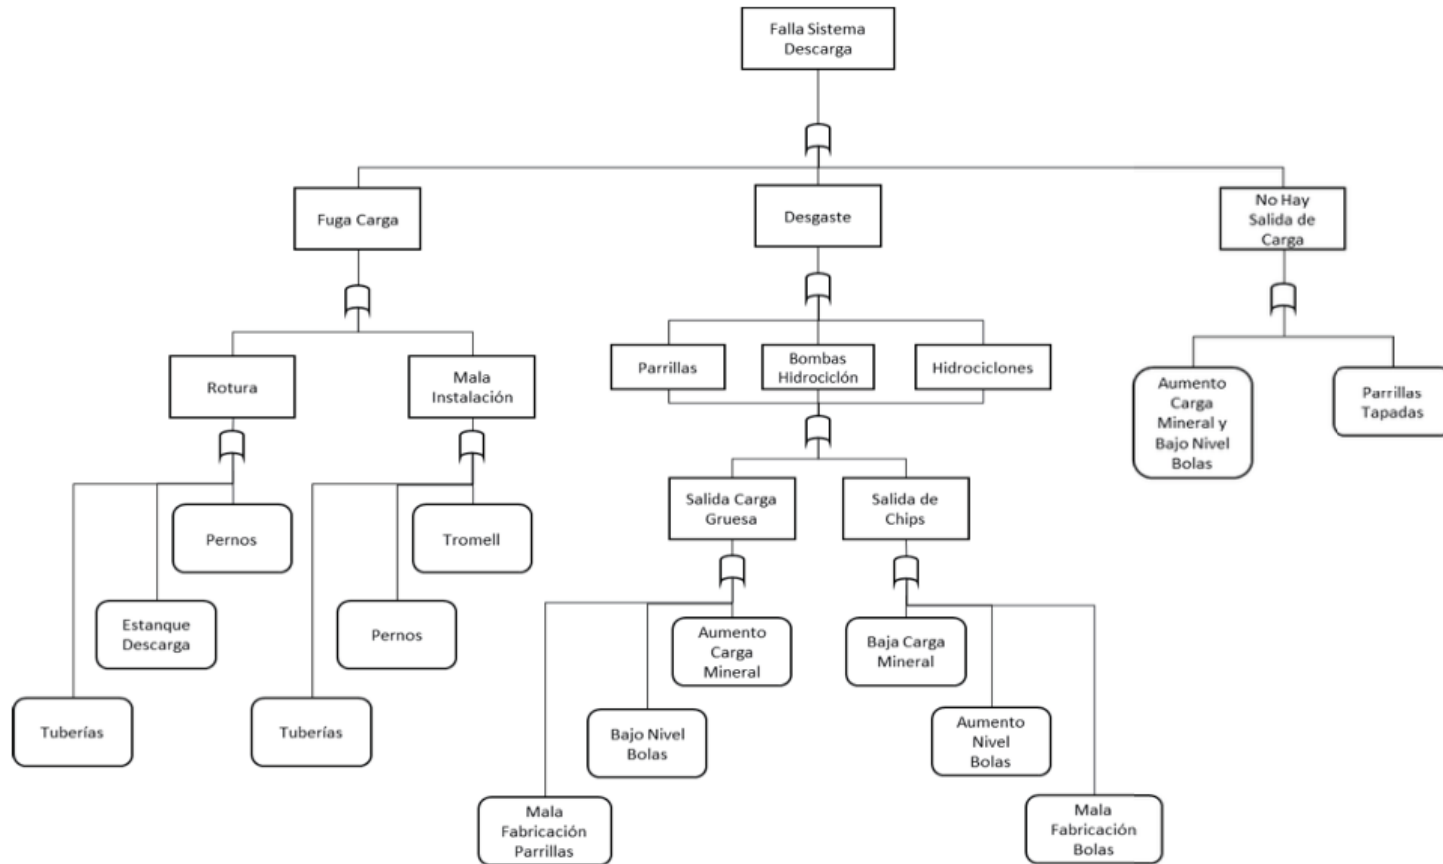 Falla Sistema
Descarga
Fuga Carga
Desgaste
No Hay
Salida de
Carga
Rotura
Mala
Instalación
Parrillas
Bombas
Hidrociclón
Hidrociclones
Aumento
Carga
Mineral y
Bajo Nivel
Bolas
Parrillas
Tapadas
Pernos
Tromell
Salida Carga
Gruesa
Salida de
Chips
Estanque
Descarga
Pernos
Aumento
Carga
Mineral
Baja Carga
Mineral
Tuberías
Tuberías
Bajo Nivel
Bolas
Aumento
Nivel
Bolas
Mala
Fabricación
Parrillas
Mala
Fabricación
Bolas